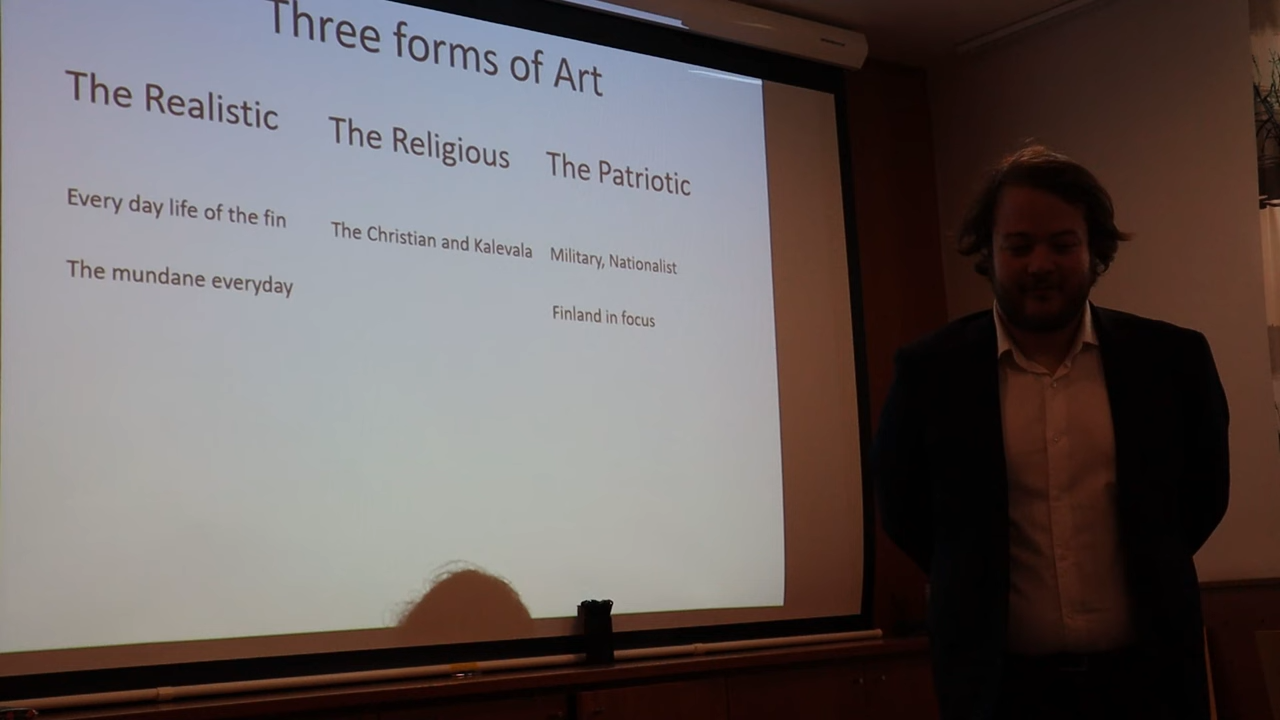 Three forms of Art
The Realistic
The Religious
The Patriotic
Every day life of the fin
The mundane everyday
The Christian and Kalevala
Military, Nationalist
Finland in focus